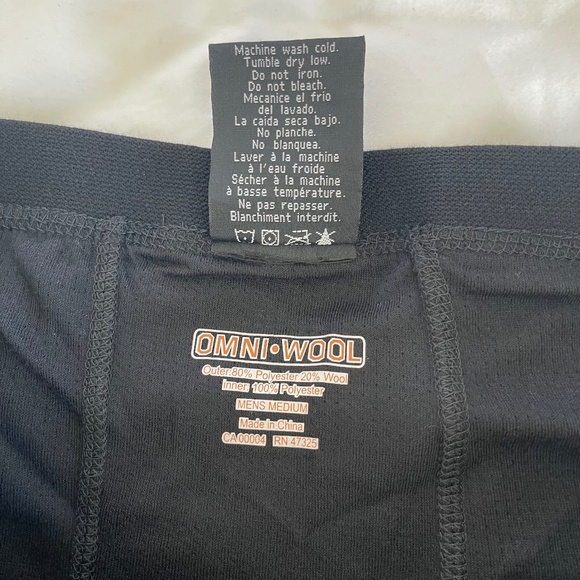 Machine wash cold.
Tumble dry low.
Do not iron.
Do not bleach.
Mecanice el frio
del lavado.
La caida seca bajo.
No planche.
No blanquea.
Laver à la machine
à l'eau froide
Sécher à la machine
à basse température.
Ne pas repasser.
Blanchiment interdit.
OMNI•WOOL
Outer:80% Polyester 20% Wool
inner: 100% Polyester
MENS MEDIUM
Made in China
CA 00004 RN 47325